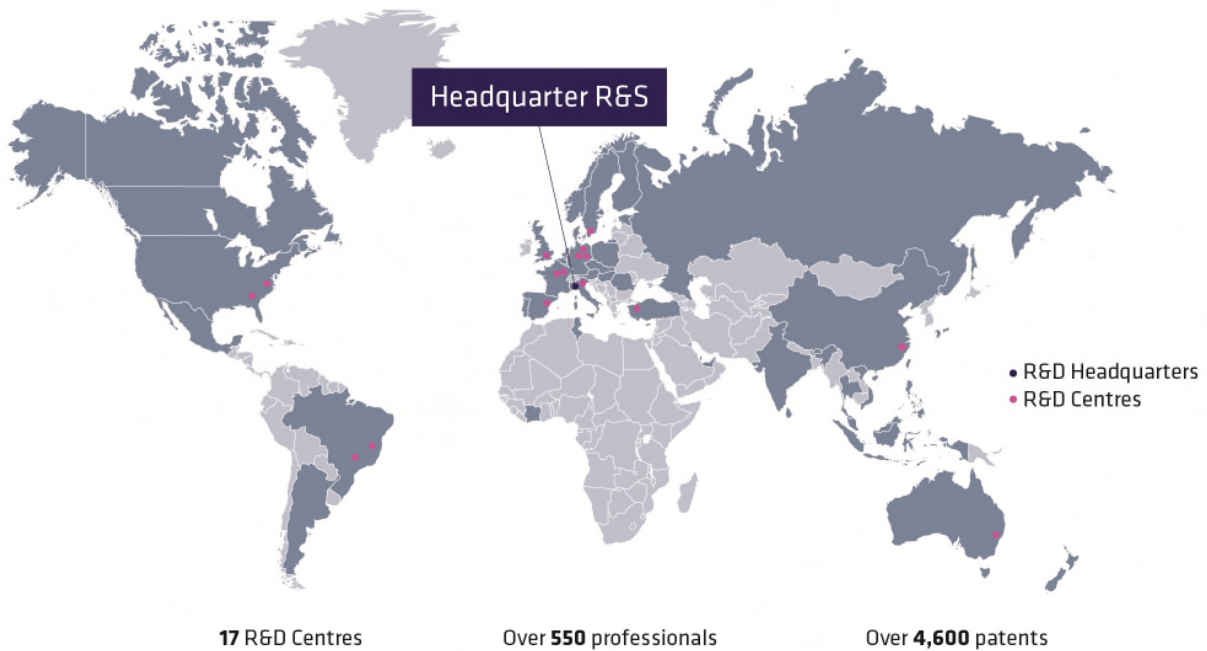 Headquarter R&S
R&D Headquarters
R&D Centres
17 R&D Centres
Over 550 professionals
Over 4,600 patents